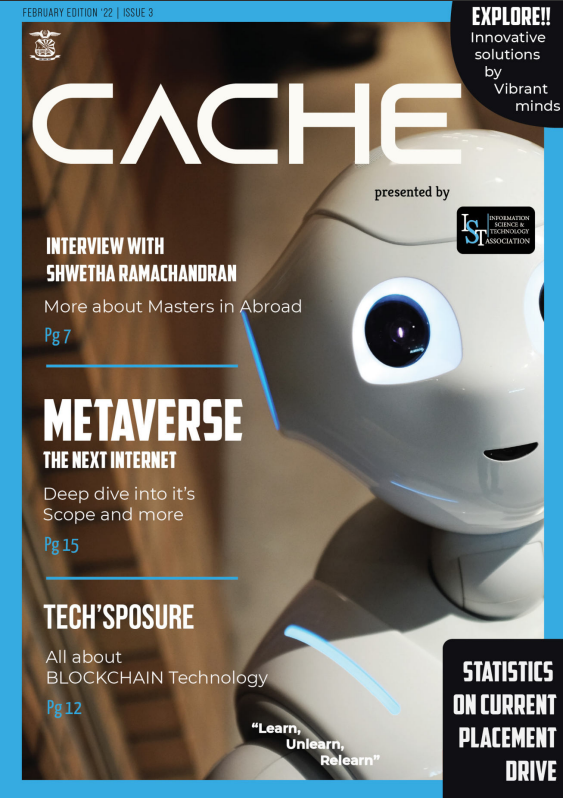 FEBRUARY EDITION '22 | ISSUE 3
EXPLORE!!
Innovative
solutions
by
Vibrant
minds
CACHE
presented by
IST
INFORMATION
SCIENCE &
TECHNOLOGY
ASSOCIATION
INTERVIEW WITH
SHWETHA RAMACHANDRAN
More about Masters in Abroad
Pg 7
METAVERSE
THE NEXT INTERNET
Deep dive into it's
Scope and more
Pg 15
TECH'SPOSURE
All about
BLOCKCHAIN Technology
Pg 12
"Learn,
Unlearn,
Relearn"
STATISTICS
ON CURRENT
PLACEMENT
DRIVE